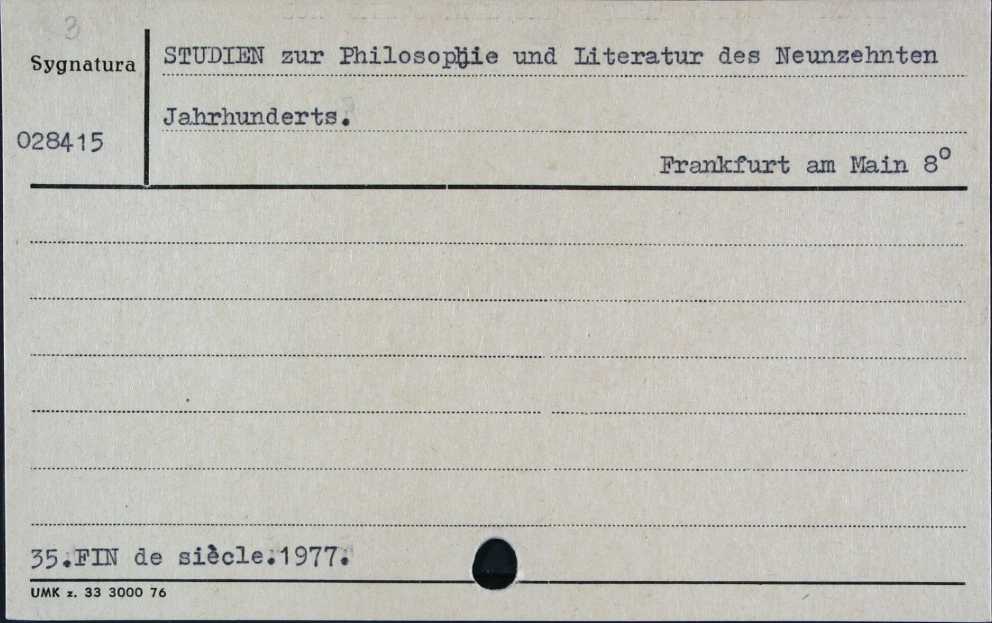 3
Sygnatura
028415
STUDIEN zur Philosophie und Literatur des Neunzehnten
Jahrhunderts.
Frankfurt am Main 8°
35.FIN de siècle.1977.
UMK z. 33 3000 76